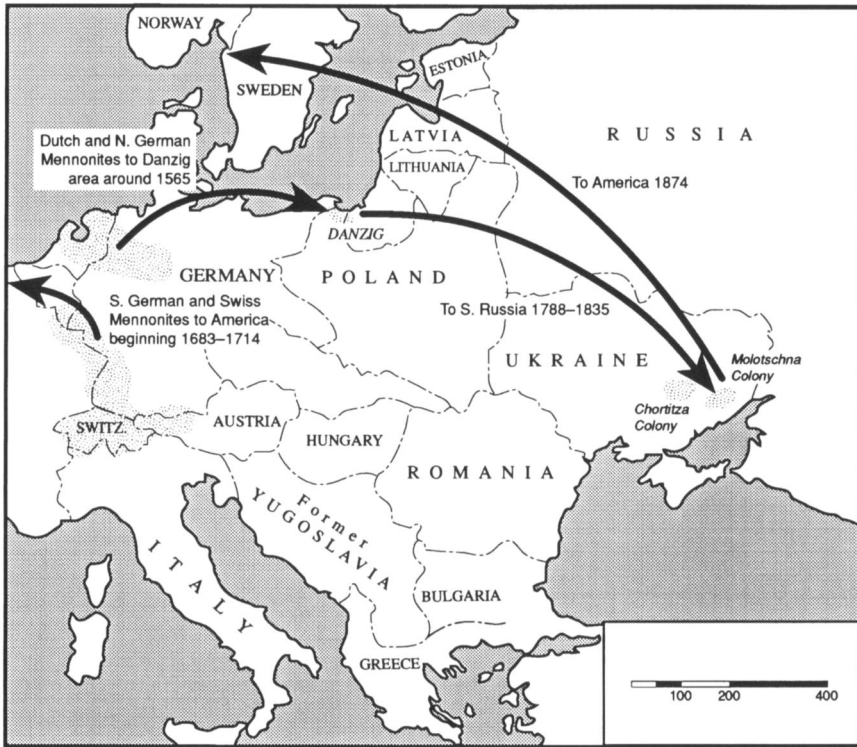 NORWAY
SWEDEN
ESTONIA
LATVIA
LITHUANIA
R U S S I A
Dutch and N. German
Mennonites to Danzig
area around 1565
To America 1874
DANZIG
GERMANY
P O L A N D
S. German and Swiss
Mennonites to America
beginning 1683–1714
To S. Russia 1788–1835
U K R A I N E
Molotschna
Colony
Chortitza
Colony
SWITZ.
AUSTRIA
HUNGARY
R O M A N I A
Former
YUGOSLAVIA
I T A L Y
BULGARIA
GREECE
100 200 400